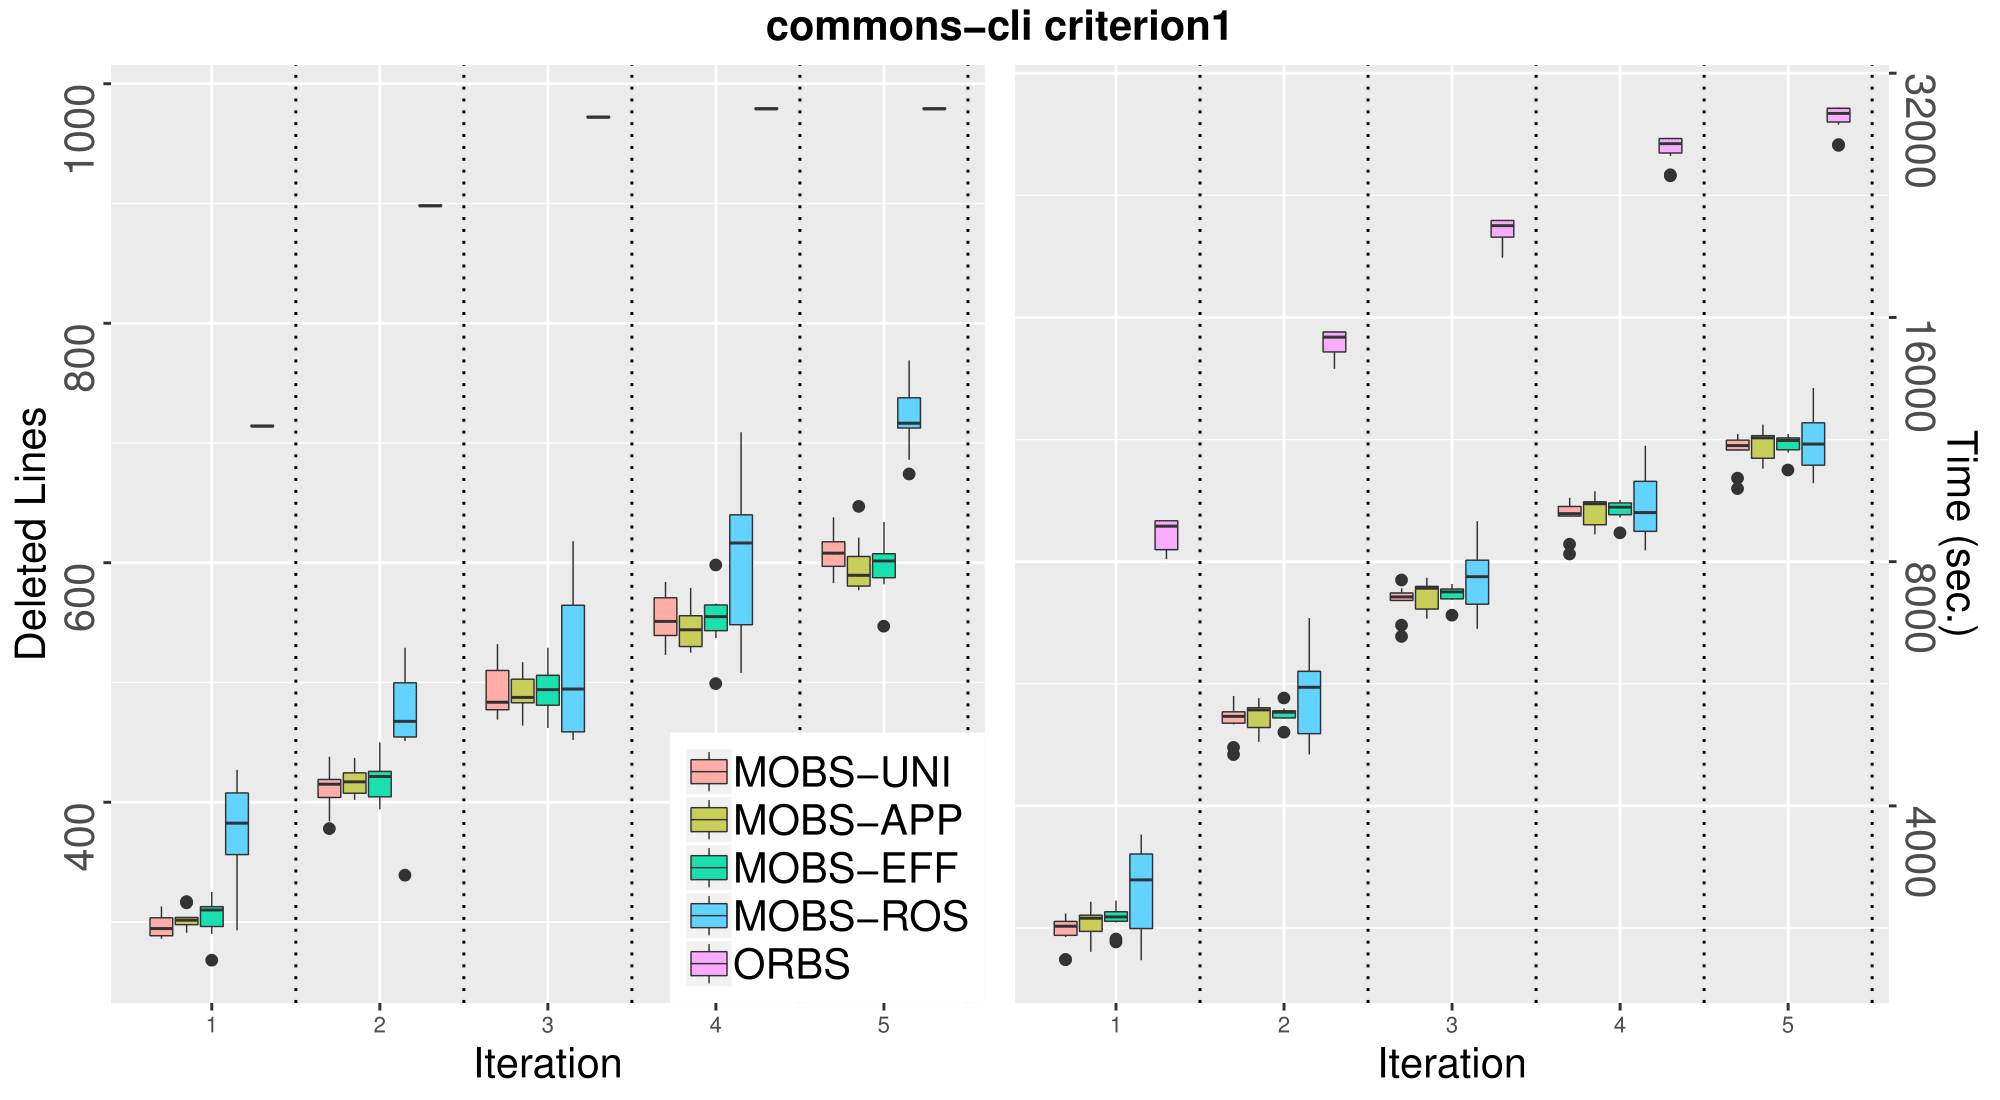 commons−cli criterion1
Deleted Lines
1000
800
600
400
1
2
3
4
5
Iteration
MOBS−UNI
MOBS−APP
MOBS−EFF
MOBS−ROS
ORBS
1
2
3
4
5
Iteration
32000
16000
8000
4000
Time (sec.)